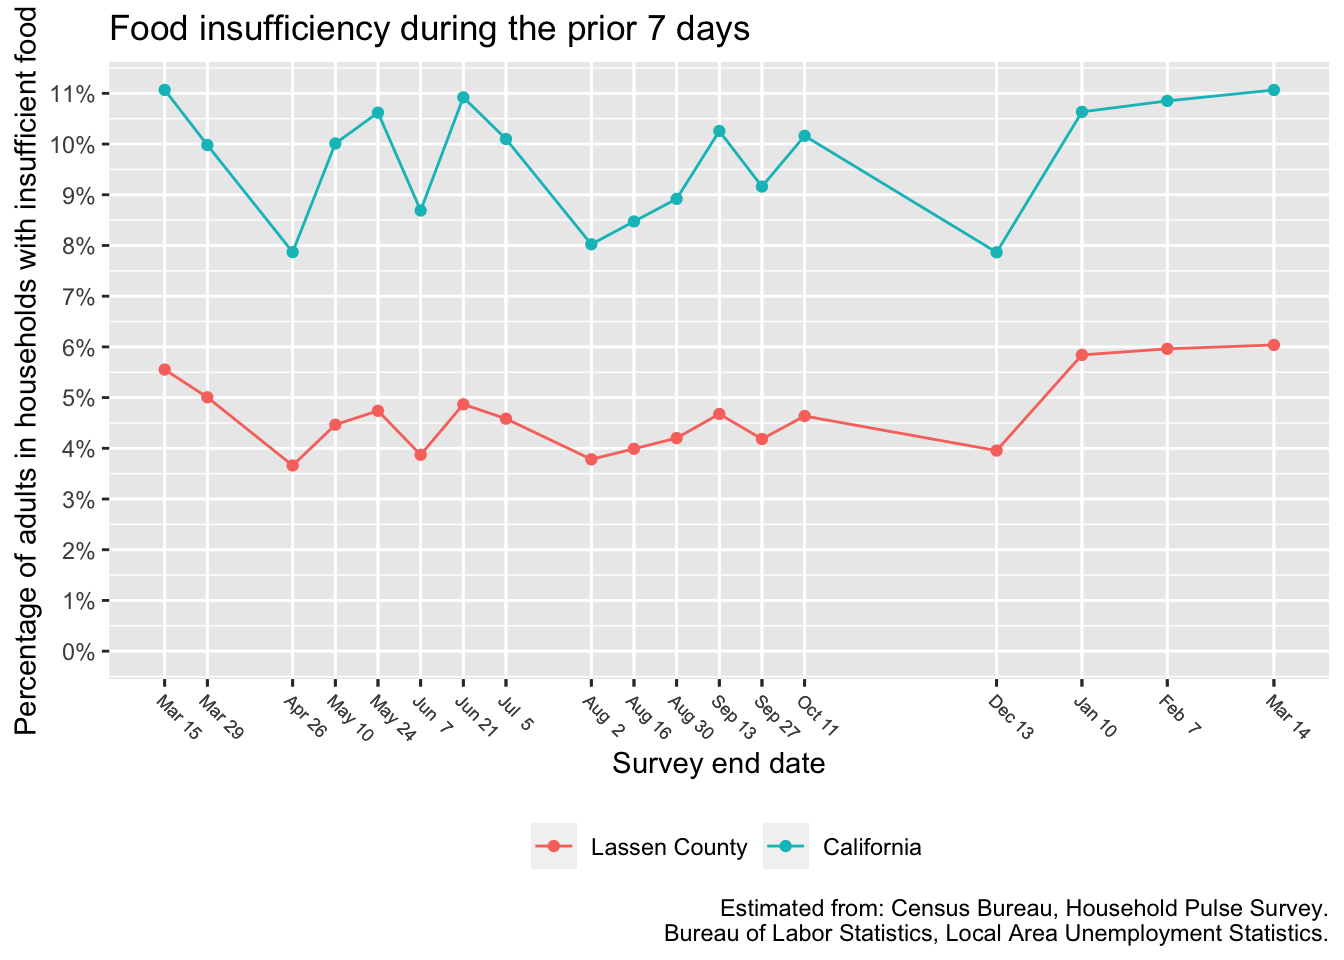 Food insufficiency during the prior 7 days
Percentage of adults in households with insufficient food
11%
10%
9%
8%
7%
6%
5%
4%
3%
2%
1%
0%
Mar 15
Mar 29
Apr 26
May 10
May 24
Jun 7
Jun 21
Jul 5
Aug 2
Aug 16
Aug 30
Sep 13
Sep 27
Oct 11
Dec 13
Jan 10
Feb 7
Mar 14
Survey end date
Lassen County
California
Estimated from: Census Bureau, Household Pulse Survey.
Bureau of Labor Statistics, Local Area Unemployment Statistics.